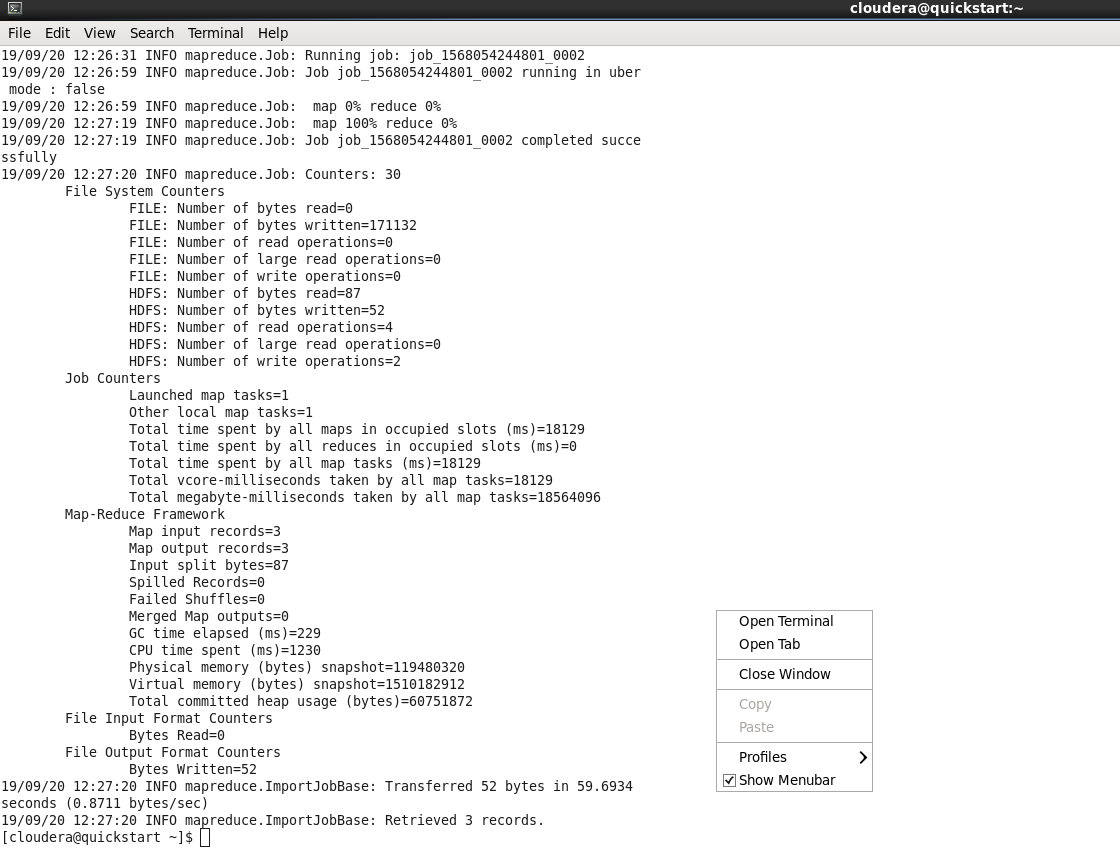 cloudera@quickstart:~
File Edit View Search Terminal Help
19/09/20 12:26:31 INFO mapreduce.Job: Running job: job_1568054244801_0002
19/09/20 12:26:59 INFO mapreduce.Job: Job job_1568054244801_0002 running in uber
 mode : false
19/09/20 12:26:59 INFO mapreduce.Job:  map 0% reduce 0%
19/09/20 12:27:19 INFO mapreduce.Job:  map 100% reduce 0%
19/09/20 12:27:19 INFO mapreduce.Job: Job job_1568054244801_0002 completed succe
ssfully
19/09/20 12:27:20 INFO mapreduce.Job: Counters: 30
File System Counters
FILE: Number of bytes read=0
FILE: Number of bytes written=171132
FILE: Number of read operations=0
FILE: Number of large read operations=0
FILE: Number of write operations=0
HDFS: Number of bytes read=87
HDFS: Number of bytes written=52
HDFS: Number of read operations=4
HDFS: Number of large read operations=0
HDFS: Number of write operations=2
Job Counters
Launched map tasks=1
Other local map tasks=1
Total time spent by all maps in occupied slots (ms)=18129
Total time spent by all reduces in occupied slots (ms)=0
Total time spent by all map tasks (ms)=18129
Total vcore-milliseconds taken by all map tasks=18129
Total megabyte-milliseconds taken by all map tasks=18564096
Map-Reduce Framework
Map input records=3
Map output records=3
Input split bytes=87
Spilled Records=0
Failed Shuffles=0
Merged Map outputs=0
GC time elapsed (ms)=229
CPU time spent (ms)=1230
Physical memory (bytes) snapshot=119480320
Virtual memory (bytes) snapshot=1510182912
Total committed heap usage (bytes)=60751872
File Input Format Counters
Bytes Read=0
File Output Format Counters
Bytes Written=52
19/09/20 12:27:20 INFO mapreduce.ImportJobBase: Transferred 52 bytes in 59.6934
seconds (0.8711 bytes/sec)
19/09/20 12:27:20 INFO mapreduce.ImportJobBase: Retrieved 3 records.
[cloudera@quickstart ~]$
Open Terminal
Open Tab
Close Window
Copy
Paste
Profiles
Show Menubar